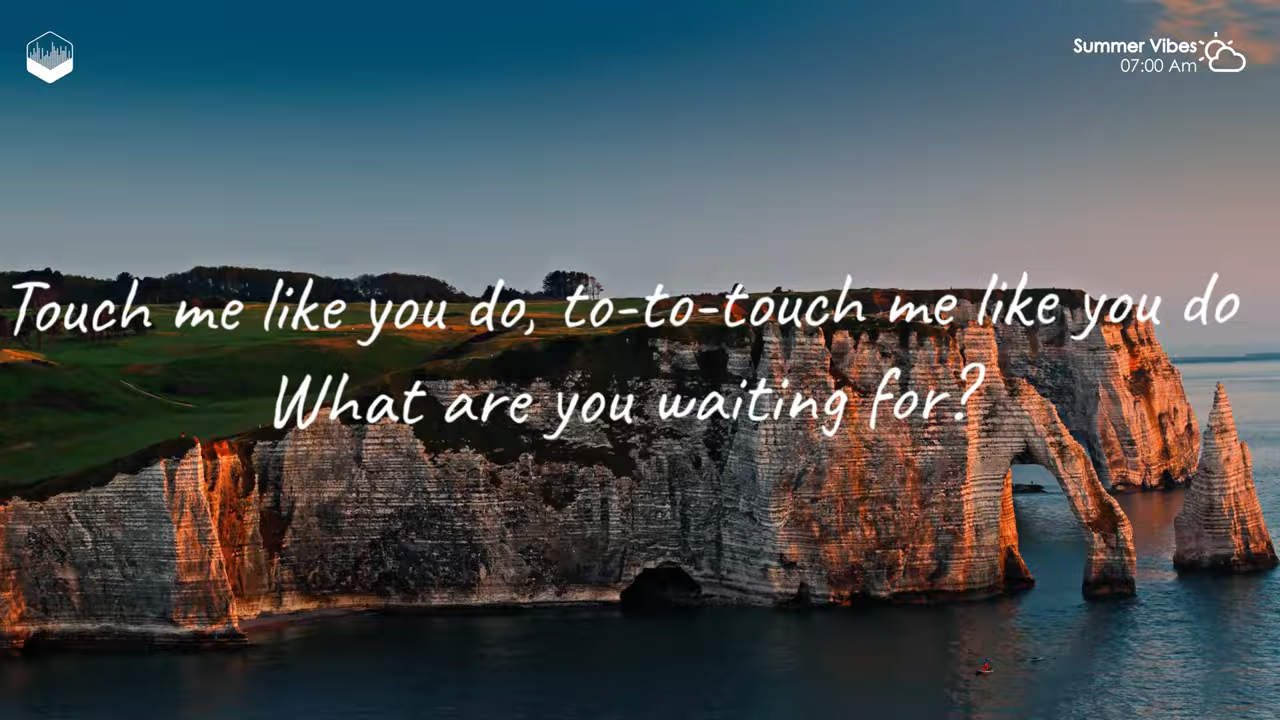 Summer Vibes
07:00 Am
Touch me like you do, to-to-touch me like you do
What are you waiting for?